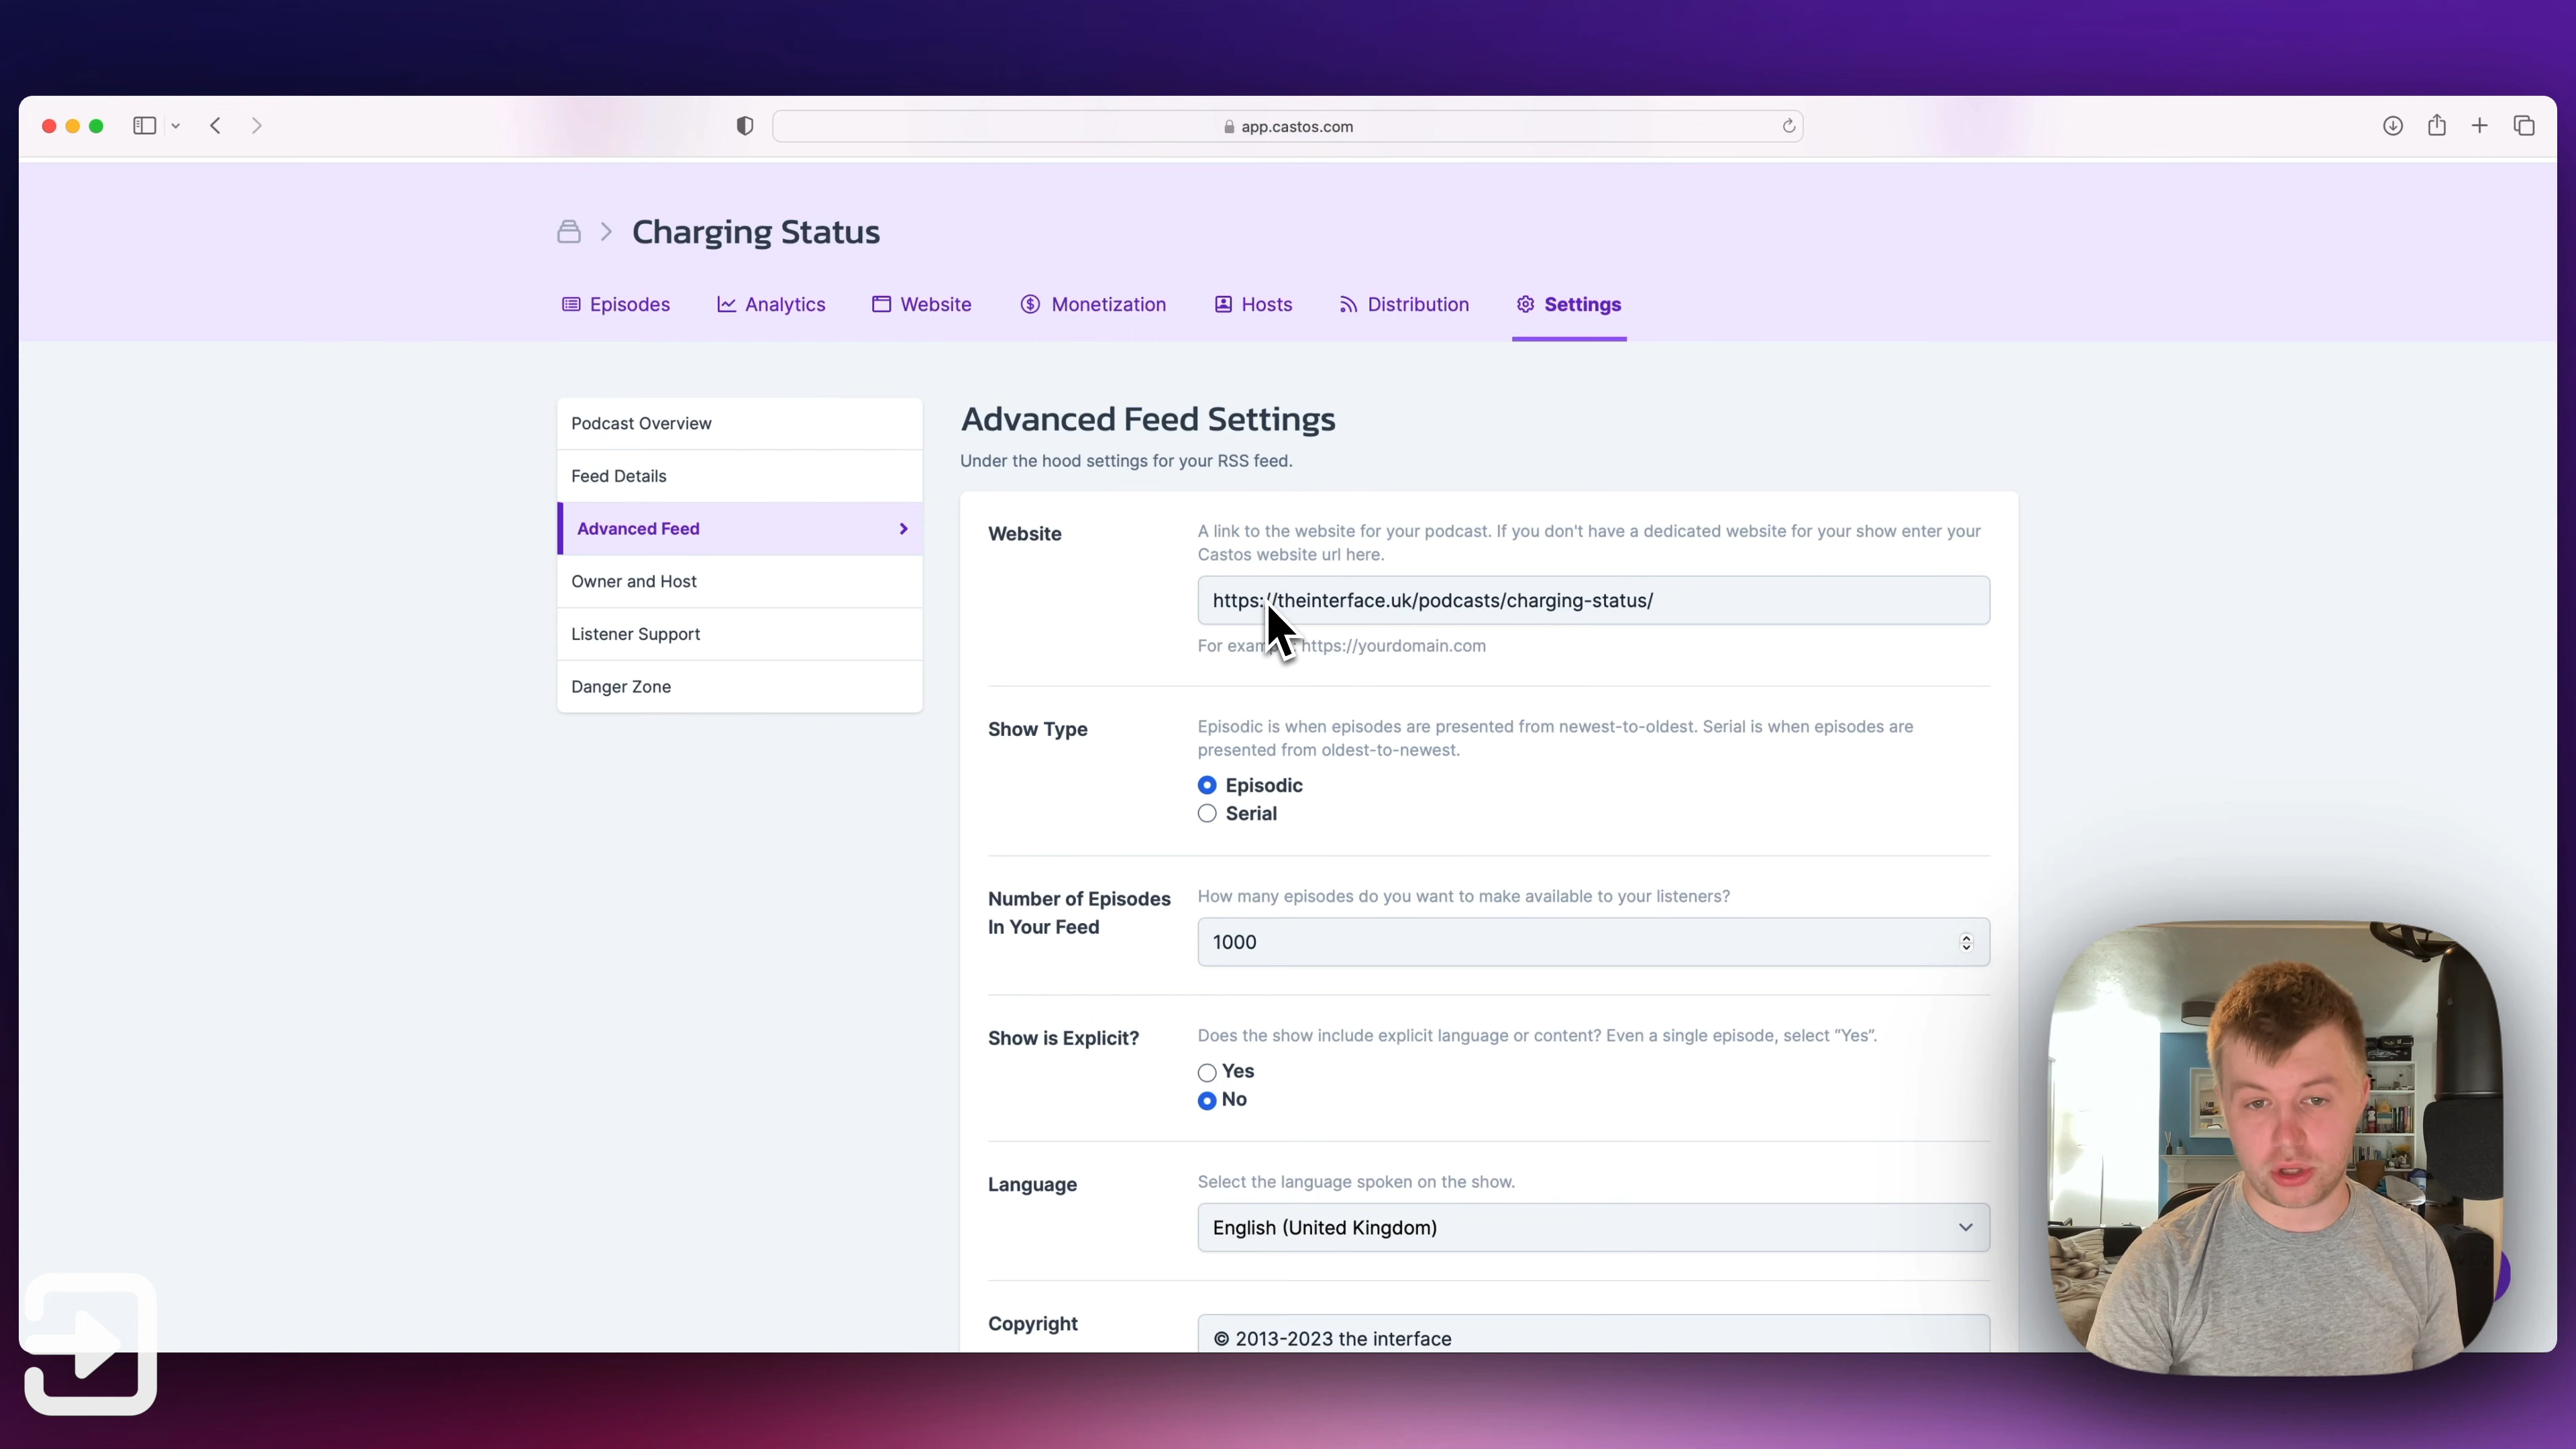 app.castos.com
Charging Status
Episodes
Analytics
Website
Monetization
Hosts
Distribution
Settings
Podcast Overview
Feed Details
Advanced Feed
Owner and Host
Listener Support
Danger Zone
Advanced Feed Settings
Under the hood settings for your RSS feed.
Website
A link to the website for your podcast. If you don't have a dedicated website for your show enter your
Castos website url here.
https://theinterface.uk/podcasts/charging-status/
For exam https://yourdomain.com
Show Type
Episodic is when episodes are presented from newest-to-oldest. Serial is when episodes are
presented from oldest-to-newest.
Episodic
Serial
Number of Episodes
In Your Feed
How many episodes do you want to make available to your listeners?
1000
Show is Explicit?
Does the show include explicit language or content? Even a single episode, select “Yes”.
Yes
No
Language
Select the language spoken on the show.
English (United Kingdom)
Copyright
© 2013-2023 the interface